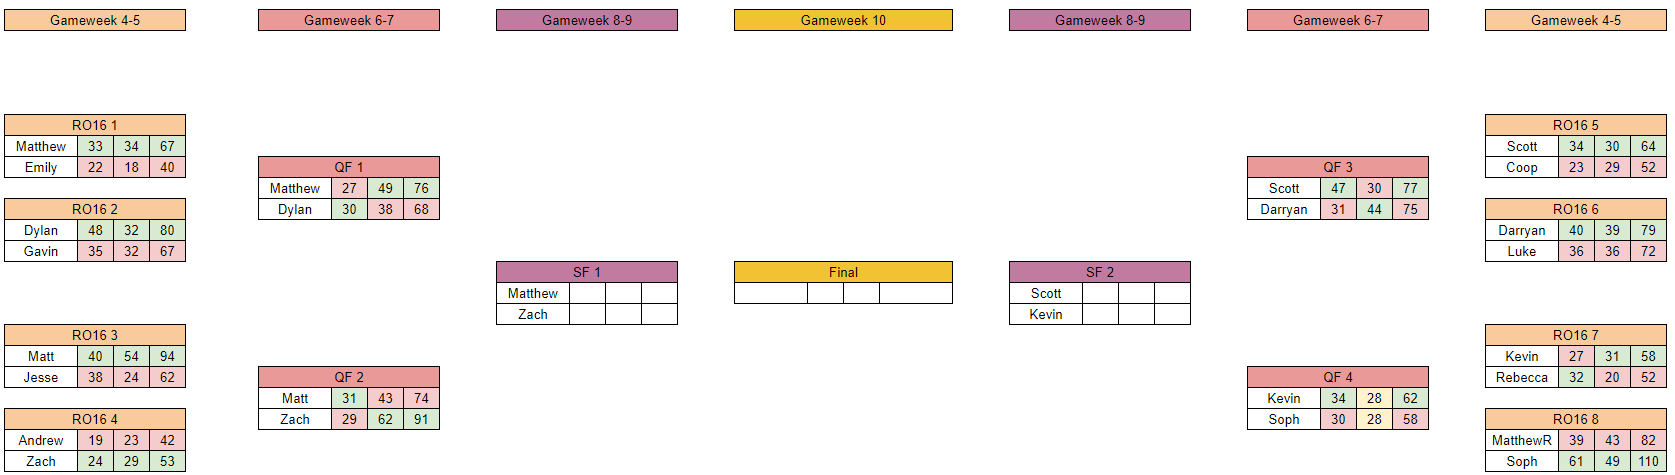 Gameweek 4-5 Gameweek 6-7 Gameweek 8-9 Gameweek 10 Gameweek 8-9 Gameweek 6-7 Gameweek 4-5
RO16 1
Matthew 33 34 67
Emily 22 18 40
RO16 2
Dylan 48 32 80
Gavin 35 32 67
RO16 3
Matt 40 54 94
Jesse 38 24 62
RO16 4
Andrew 19 23 42
Zach 24 29 53
QF 1
Matthew 27 49 76
Dylan 30 38 68
QF 2
Matt 31 43 74
Zach 29 62 91
SF 1
Matthew
Zach
Final
SF 2
Scott
Kevin
QF 3
Scott 47 30 77
Darryan 31 44 75
QF 4
Kevin 34 28 62
Soph 30 28 58
RO16 5
Scott 34 30 64
Coop 23 29 52
RO16 6
Darryan 40 39 79
Luke 36 36 72
RO16 7
Kevin 27 31 58
Rebecca 32 20 52
RO16 8
MatthewR 39 43 82
Soph 61 49 110